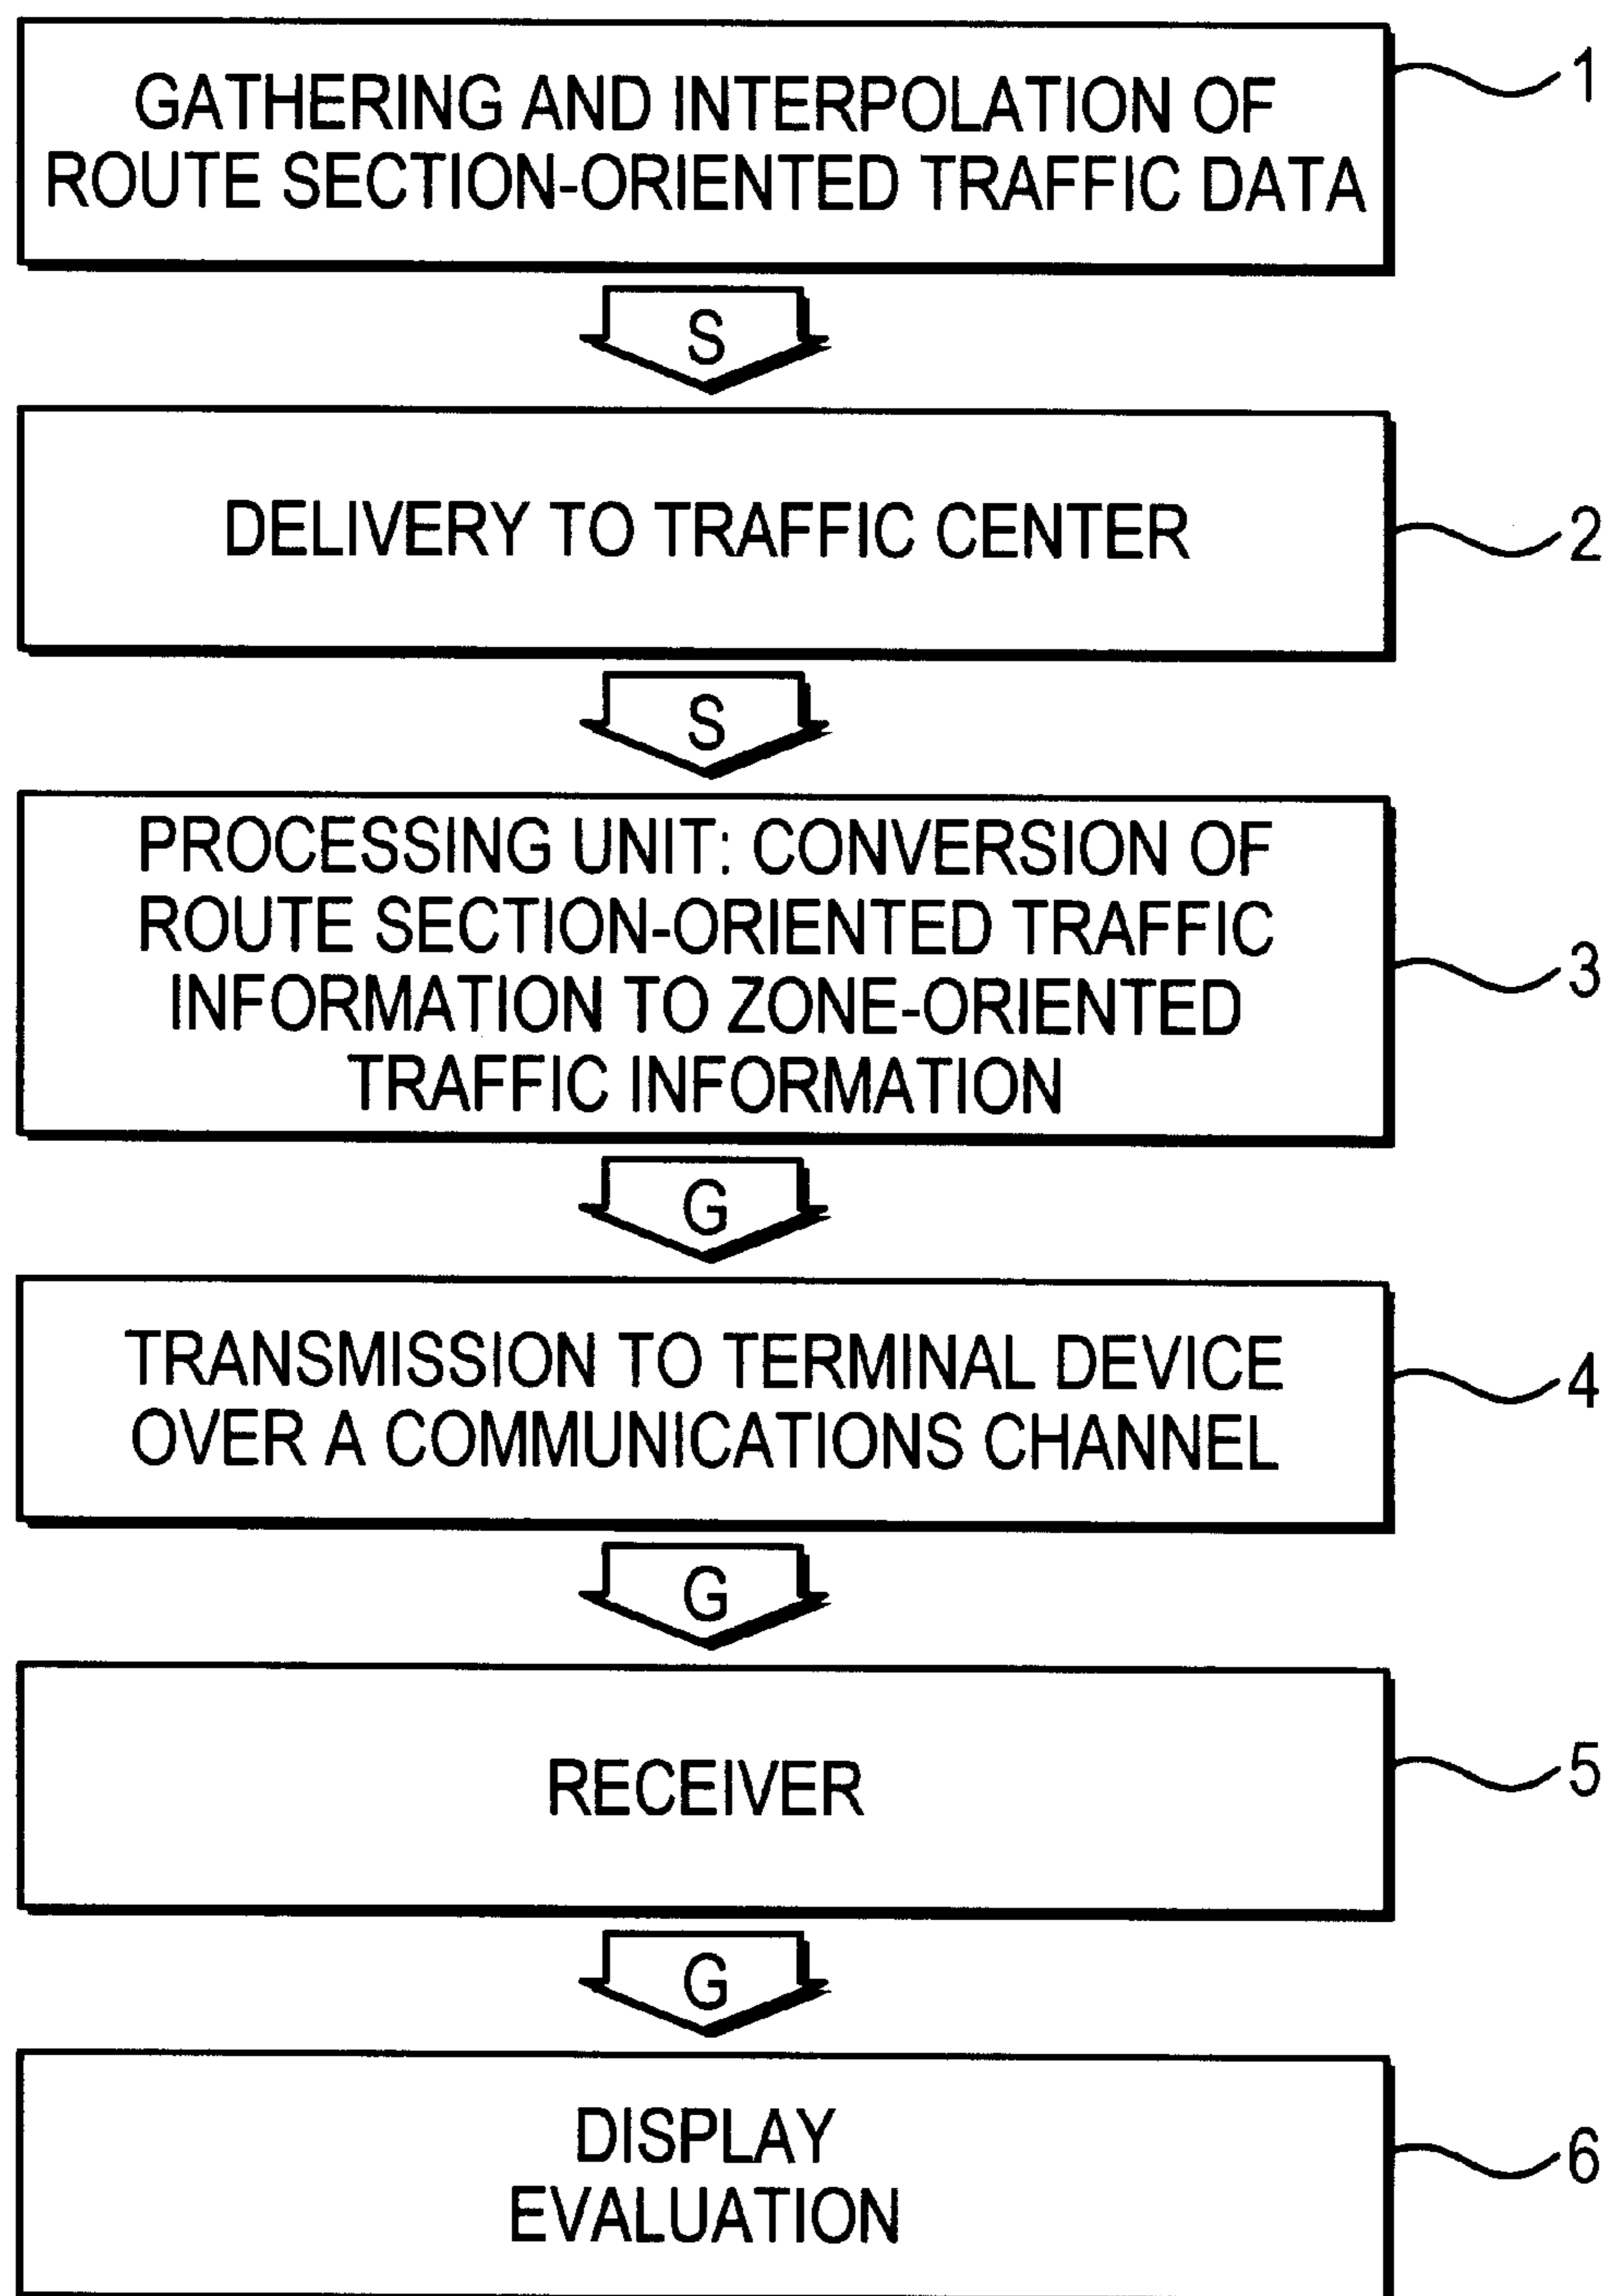 GATHERING AND INTERPOLATION OF
ROUTE SECTION-ORIENTED TRAFFIC DATA
1
S
DELIVERY TO TRAFFIC CENTER
2
S
PROCESSING UNIT: CONVERSION OF
ROUTE SECTION-ORIENTED TRAFFIC
INFORMATION TO ZONE-ORIENTED
TRAFFIC INFORMATION
3
G
TRANSMISSION TO TERMINAL DEVICE
OVER A COMMUNICATIONS CHANNEL
4
G
RECEIVER
5
G
DISPLAY
EVALUATION
6